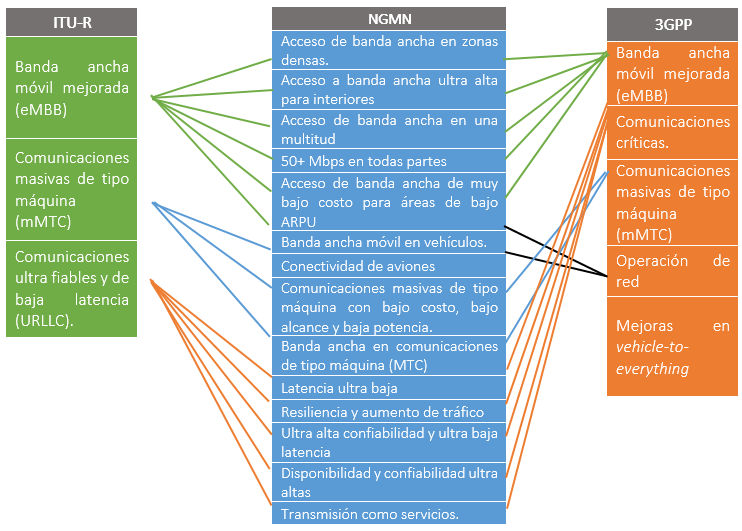 ITU-R
Banda ancha
móvil mejorada
(eMBB)
Comunicaciones
masivas de tipo
máquina
(mMTC)
Comunicaciones
ultra fiables y de
baja latencia
(URLLC).
NGMN
Acceso de banda ancha en zonas
densas.
Acceso a banda ancha ultra alta
para interiores
Acceso de banda ancha en una
multitud
50+ Mbps en todas partes
Acceso de banda ancha de muy
bajo costo para áreas de bajo
ARPU
Banda ancha móvil en vehículos.
Conectividad de aviones
Comunicaciones masivas de tipo
máquina con bajo costo, bajo
alcance y baja potencia.
Banda ancha en comunicaciones
de tipo máquina (MTC)
Latencia ultra baja
Resiliencia y aumento de tráfico
Ultra alta confiabilidad y ultra baja
latencia
Disponibilidad y confiabilidad ultra
altas
Transmisión como servicios.
3GPP
Banda ancha
móvil mejorada
(eMBB)
Comunicaciones
críticas.
Comunicaciones
masivas de tipo
máquina
(mMTC)
Operación de
red
Mejoras en
vehicle-to-
everything